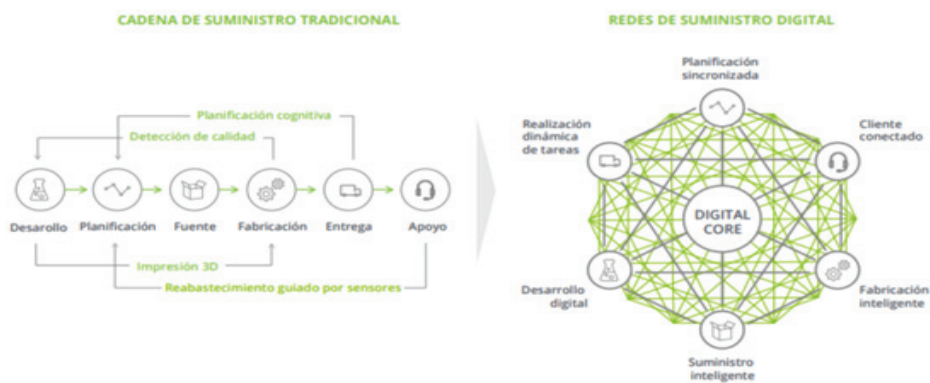 CADENA DE SUMINISTRO TRADICIONAL
Planificación cognitiva
Detección de calidad
Desarollo
Planificación
Fuente
Fabricación
Entrega
Apoyo
Impresión 3D
Reabastecimiento guiado por sensores
REDES DE SUMINISTRO DIGITAL
Planificación
sincronizada
Realización
dinámica
de tareas
Cliente
conectado
DIGITAL
CORE
Desarrollo
digital
Fabricación
inteligente
Suministro
inteligente